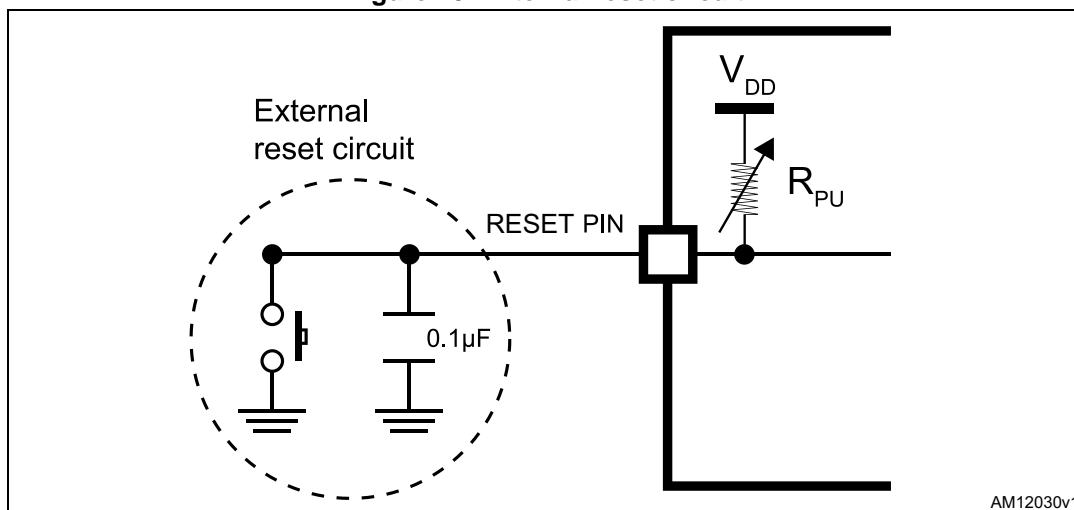 External
reset circuit
V DD
R PU
RESET PIN
0.1µF
AM12030v1